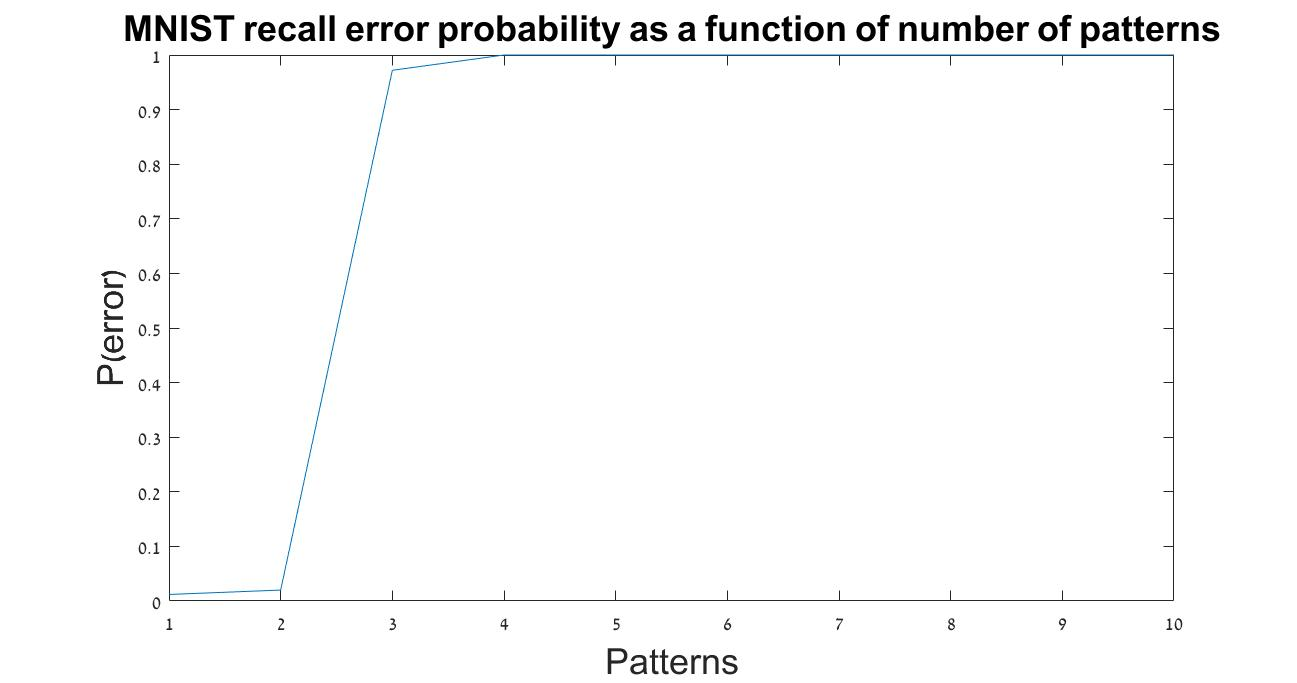 MNIST recall error probability as a function of number of patterns
1
0.9
0.8
0.7
0.6
0.5
0.4
0.3
0.2
0.1
0
P(error)
1 2 3 4 5 6 7 8 9 10
Patterns